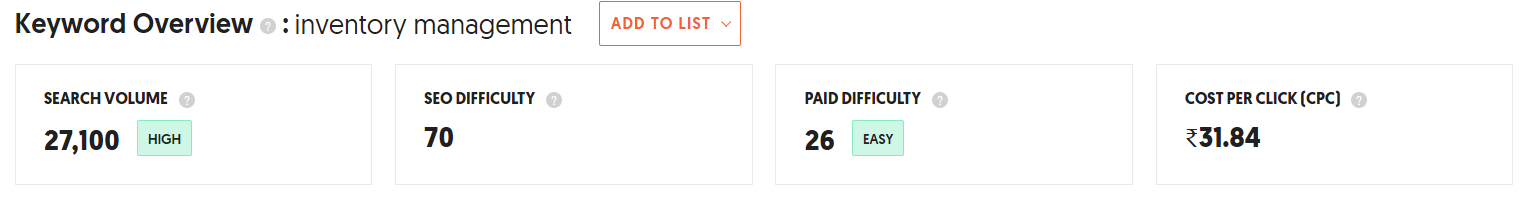 Keyword Overview ? : inventory management ADD TO LIST
SEARCH VOLUME ?
27,100 HIGH
SEO DIFFICULTY ?
70
PAID DIFFICULTY ?
26 EASY
COST PER CLICK (CPC) ?
₹31.84